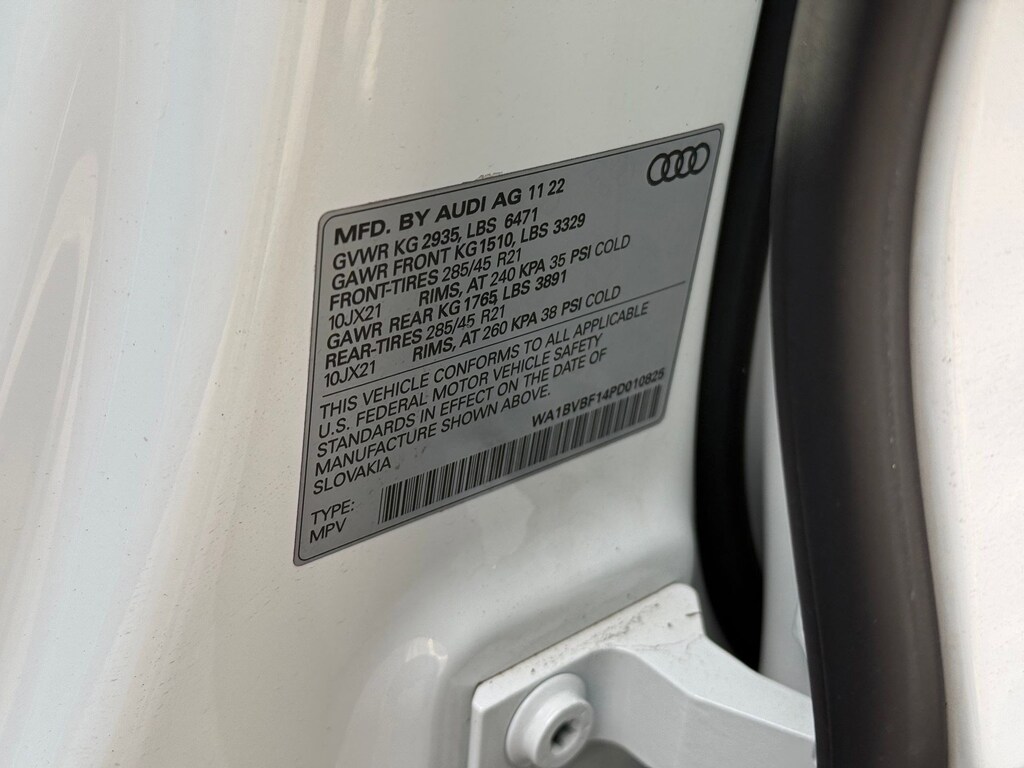 MFD. BY AUDI AG 11 22
GVWR KG 2935, LBS 6471
GAWR FRONT KG1510, LBS 3329
FRONT-TIRES 285/45 R21
10JX21 RIMS, AT 240 KPA 35 PSI COLD
GAWR REAR KG1765, LBS 3891
REAR-TIRES 285/45 R21
10JX21 RIMS, AT 260 KPA 38 PSI COLD
THIS VEHICLE CONFORMS TO ALL APPLICABLE
U.S. FEDERAL MOTOR VEHICLE SAFETY
STANDARDS IN EFFECT ON THE DATE OF
MANUFACTURE SHOWN ABOVE.
SLOVAKIA
WA1BVBF14PD010825
TYPE:
MPV